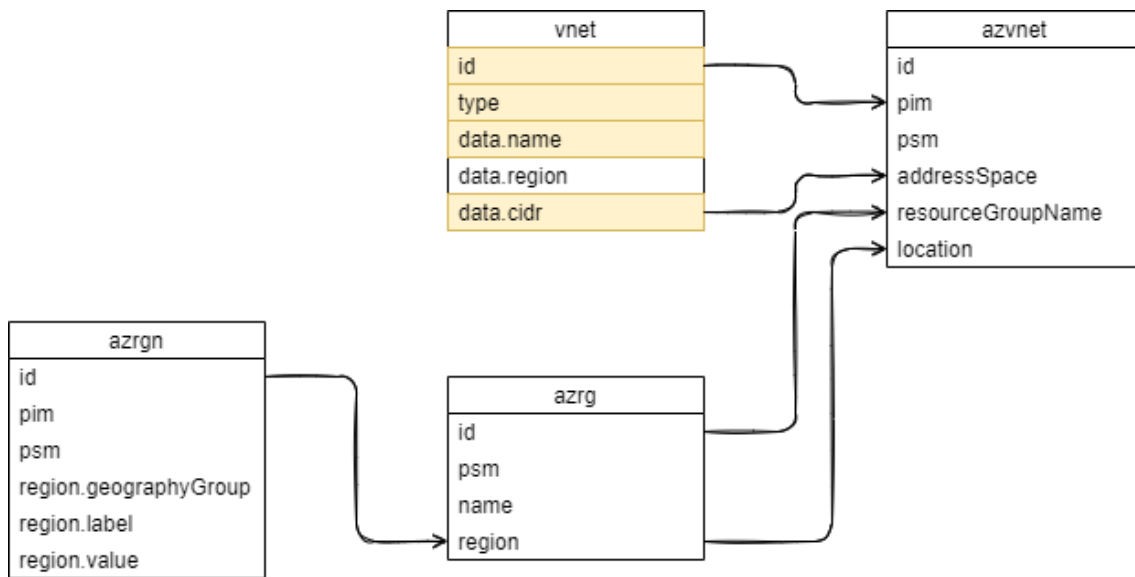 vnet
id
type
data.name
data.region
data.cidr
azvnet
id
pim
psm
addressSpace
resourceGroupName
location
azrgn
id
pim
psm
region.geographyGroup
region.label
region.value
azrg
id
psm
name
region